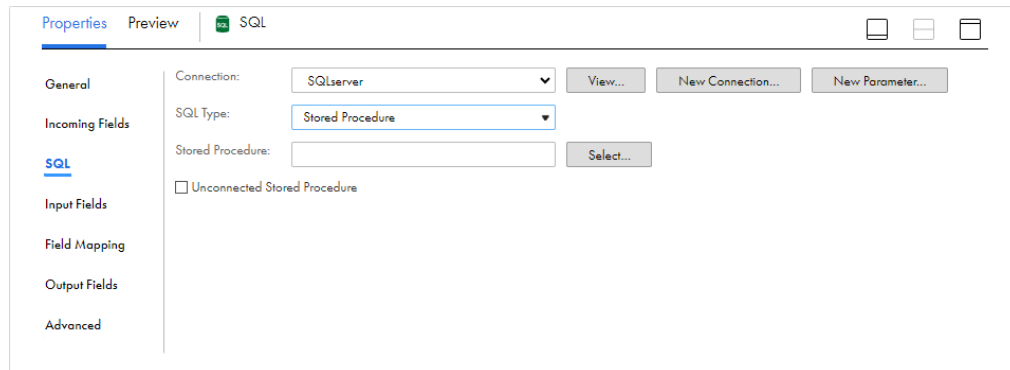 Properties Preview SQL SQL
General
Connection: SQLserver View... New Connection... New Parameter...
Incoming Fields
SQL Type: Stored Procedure
SQL
Stored Procedure: Select...
Unconnected Stored Procedure
Input Fields
Field Mapping
Output Fields
Advanced